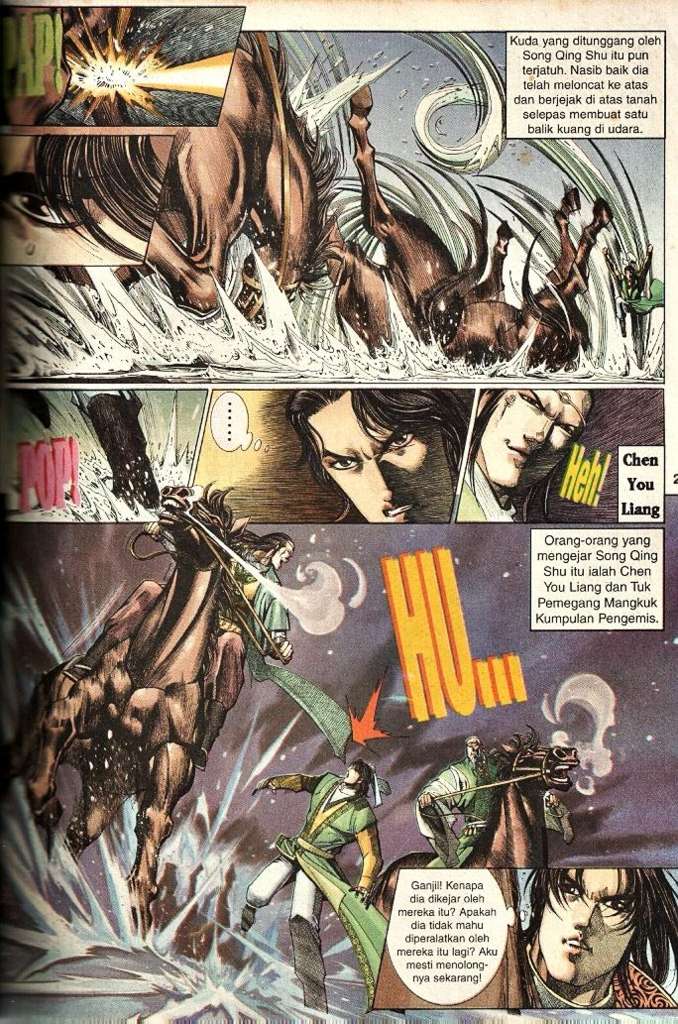 PAP!
Kuda yang ditunggang oleh
Song Qing Shu itu pun
terjatuh. Nasib baik dia
telah meloncat ke atas
dan berjejak di atas tanah
selepas membuat satu
balik kuang di udara.
POP!
....
Heh!
Chen
You
Liang
2
Orang-orang yang
mengejar Song Qing
Shu itu ialah Chen
You Liang dan Tuk
Pemegang Mangkuk
Kumpulan Pengemis.
HU...
Ganjil! Kenapa
dia dikejar oleh
mereka itu? Apakah
dia tidak mahu
diperalatkan oleh
mereka itu lagi? Aku
mesti menolong-
nya sekarang!